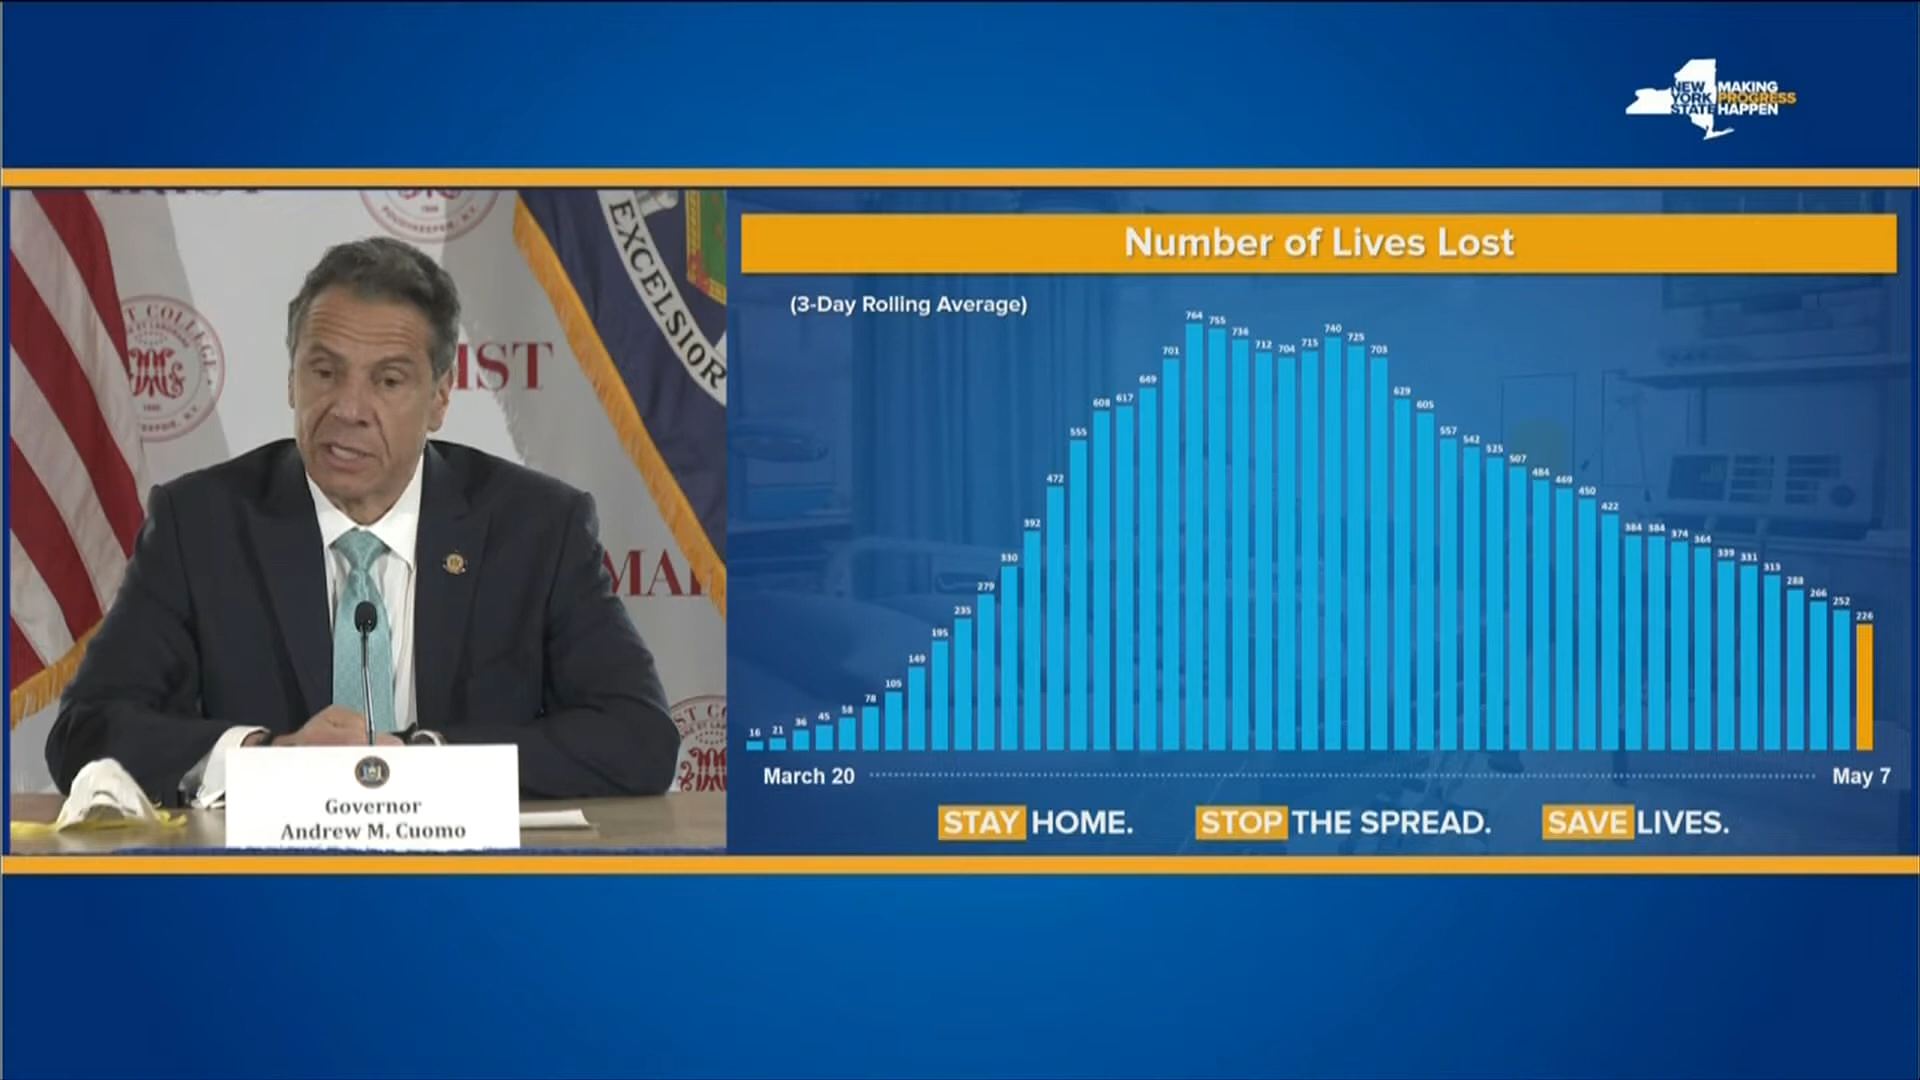 NEW
YORK
STATE
MAKING
PROGRESS
HAPPEN
EXCELSIOR
IST
MAR
Number of Lives Lost
(3-Day Rolling Average)
16 21 36 45 58 78 105 149 195 235 279 330 392 472 555 608 617 649 701 764 755 736 712 704 715 740 725 703 629 605 557 542 525 507 484 469 450 422 384 384 374 364 339 331 313 288 266 252 226
March 20
May 7
STAY HOME. STOP THE SPREAD. SAVE LIVES.
Governor
Andrew M. Cuomo